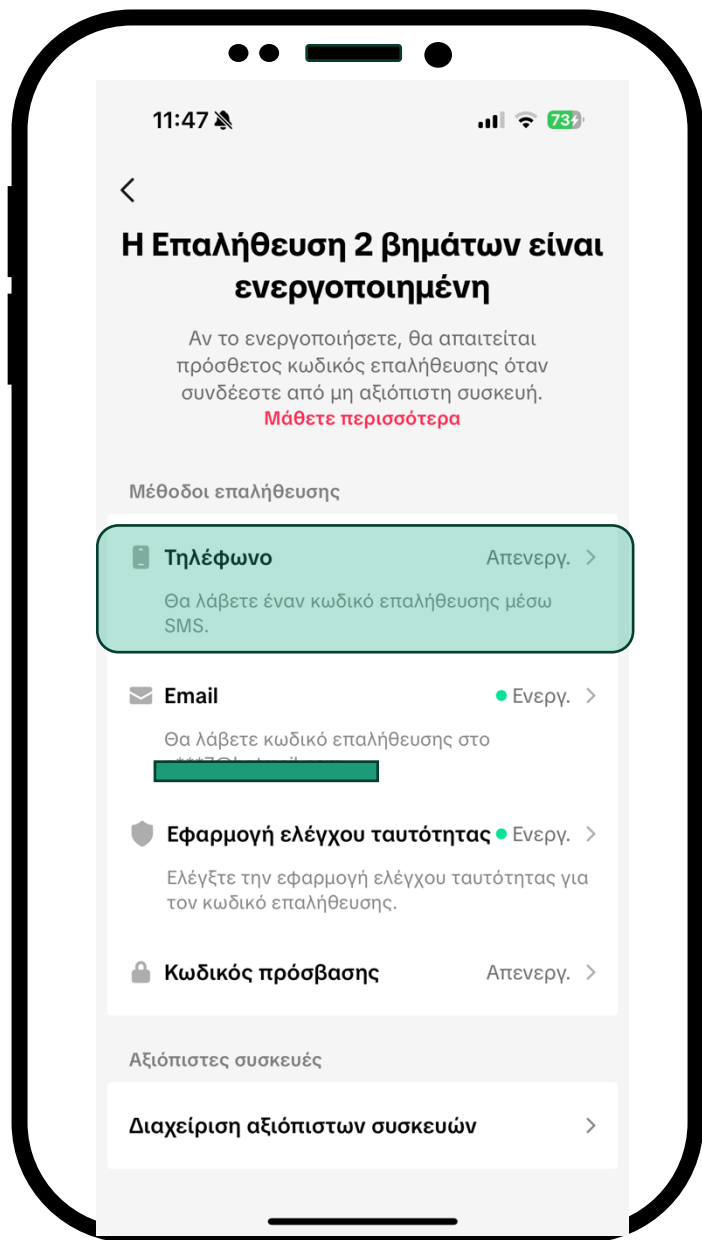 11:47
73
Η Επαλήθευση 2 βημάτων είναι
ενεργοποιημένη
Αν το ενεργοποιήσετε, θα απαιτείται
πρόσθετος κωδικός επαλήθευσης όταν
συνδέεστε από μη αξιόπιστη συσκευή.
Μάθετε περισσότερα
Μέθοδοι επαλήθευσης
Τηλέφωνο Απενεργ.
Θα λάβετε έναν κωδικό επαλήθευσης μέσω
SMS.
Email Ενεργ.
Θα λάβετε κωδικό επαλήθευσης στο
Εφαρμογή ελέγχου ταυτότητας Ενεργ.
Ελέγξτε την εφαρμογή ελέγχου ταυτότητας για
τον κωδικό επαλήθευσης.
Κωδικός πρόσβασης Απενεργ.
Αξιόπιστες συσκευές
Διαχείριση αξιόπιστων συσκευών